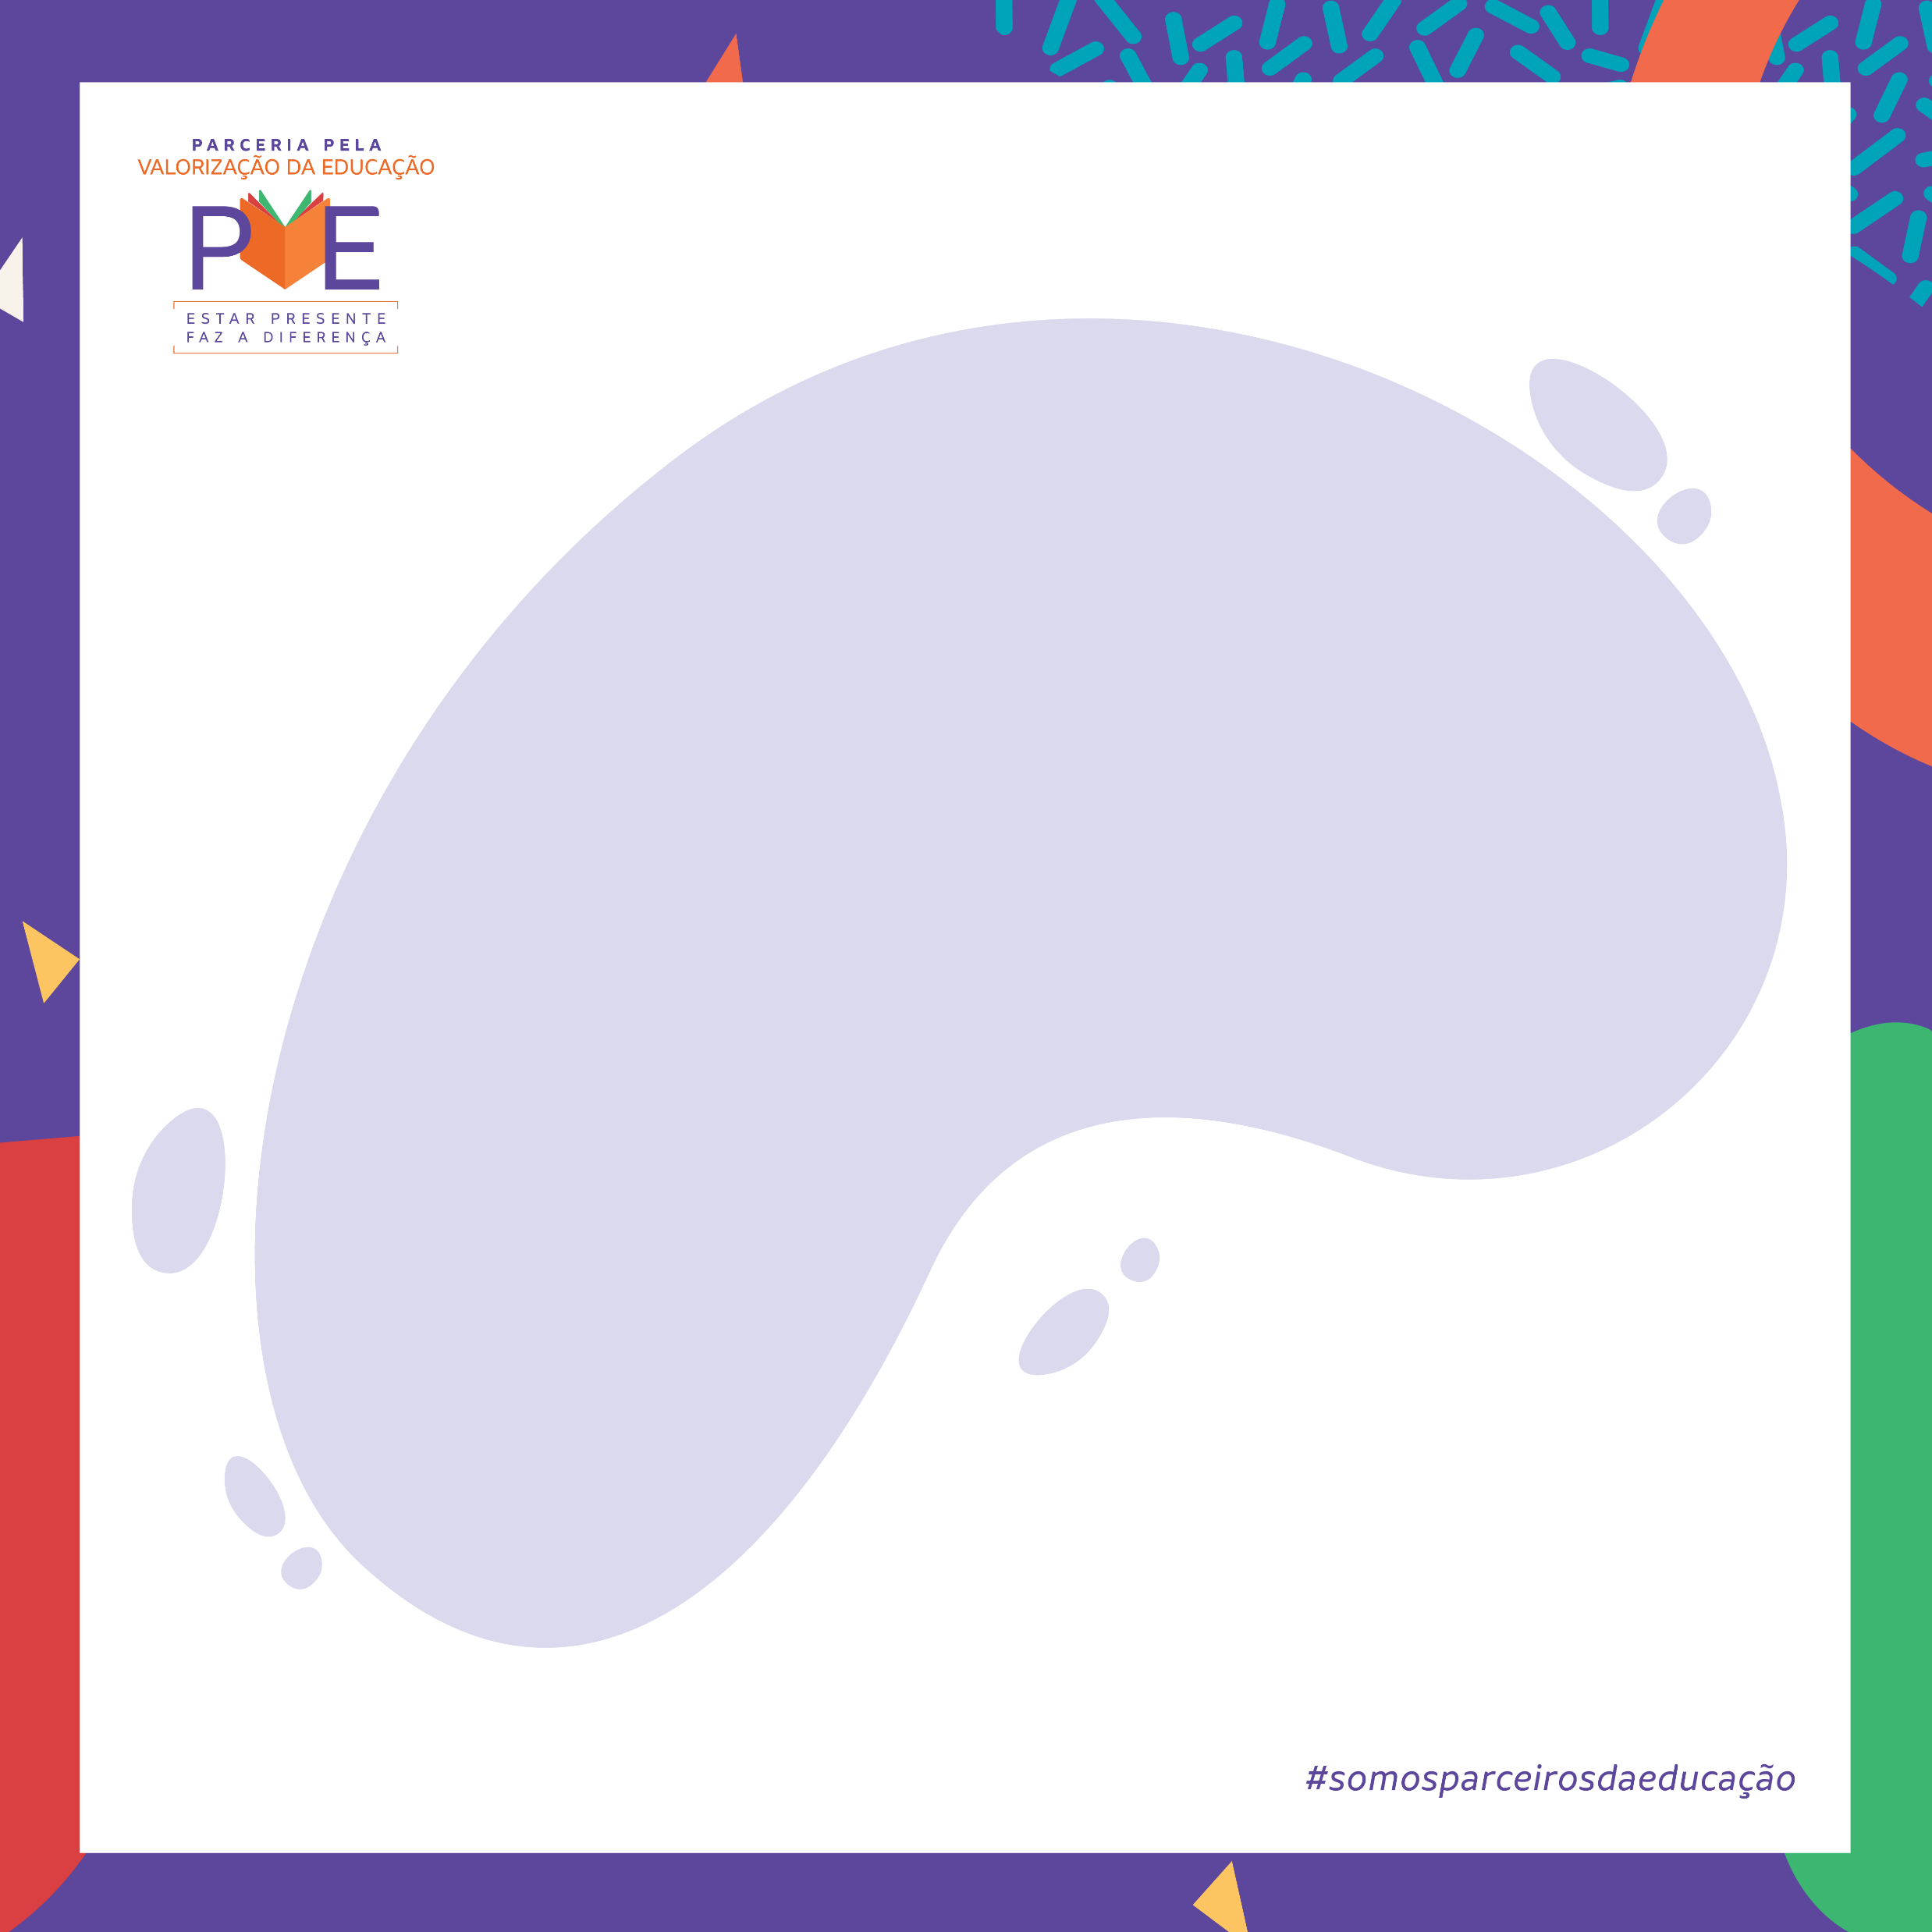 PARCERIA PELA
VALORIZAÇÃO DA EDUCAÇÃO
PVE
ESTAR PRESENTE
FAZ A DIFERENÇA
#somosparceirosdaeducação